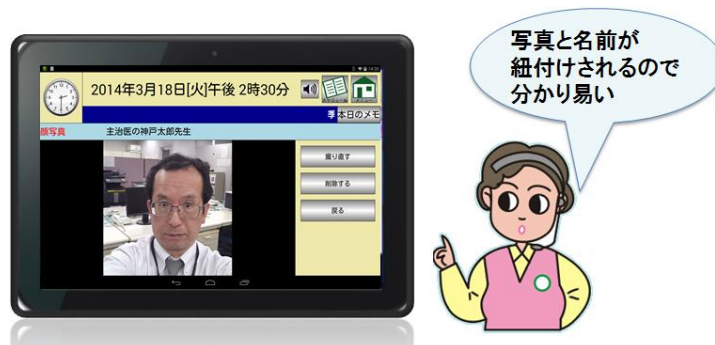 2014年3月18日[火]午後 2時30分
季
本日のメモ
顔写真
主治医の神戸太郎先生
撮り直す
削除する
戻る
写真と名前が
紐付けされるので
分かり易い